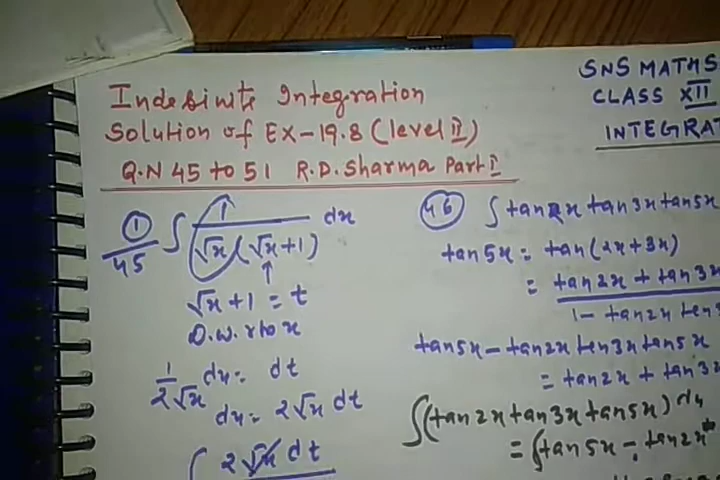 Indefinite Integration
Solution of EX-19.8 (level II)
Q.N 45 to 51 R.D. Sharma Part I
SNS MATHS
CLASS XII
INTEGRAT
① / 45 ∫ 1 / √x(√x+1) dx
√x + 1 = t
D.w. r to x
1/2√x dx = dt
dx = 2√x dt
∫ 2√x dt
46 ∫ tan2x tan3x tan5x
tan5x = tan(2x+3x)
= tan2x + tan3x / 1 - tan2x tan3
tan5x - tan2x tan3x tan5x
= tan2x + tan3x
∫(tan2x tan3x tan5x) dx
= ∫tan5x - tan2x